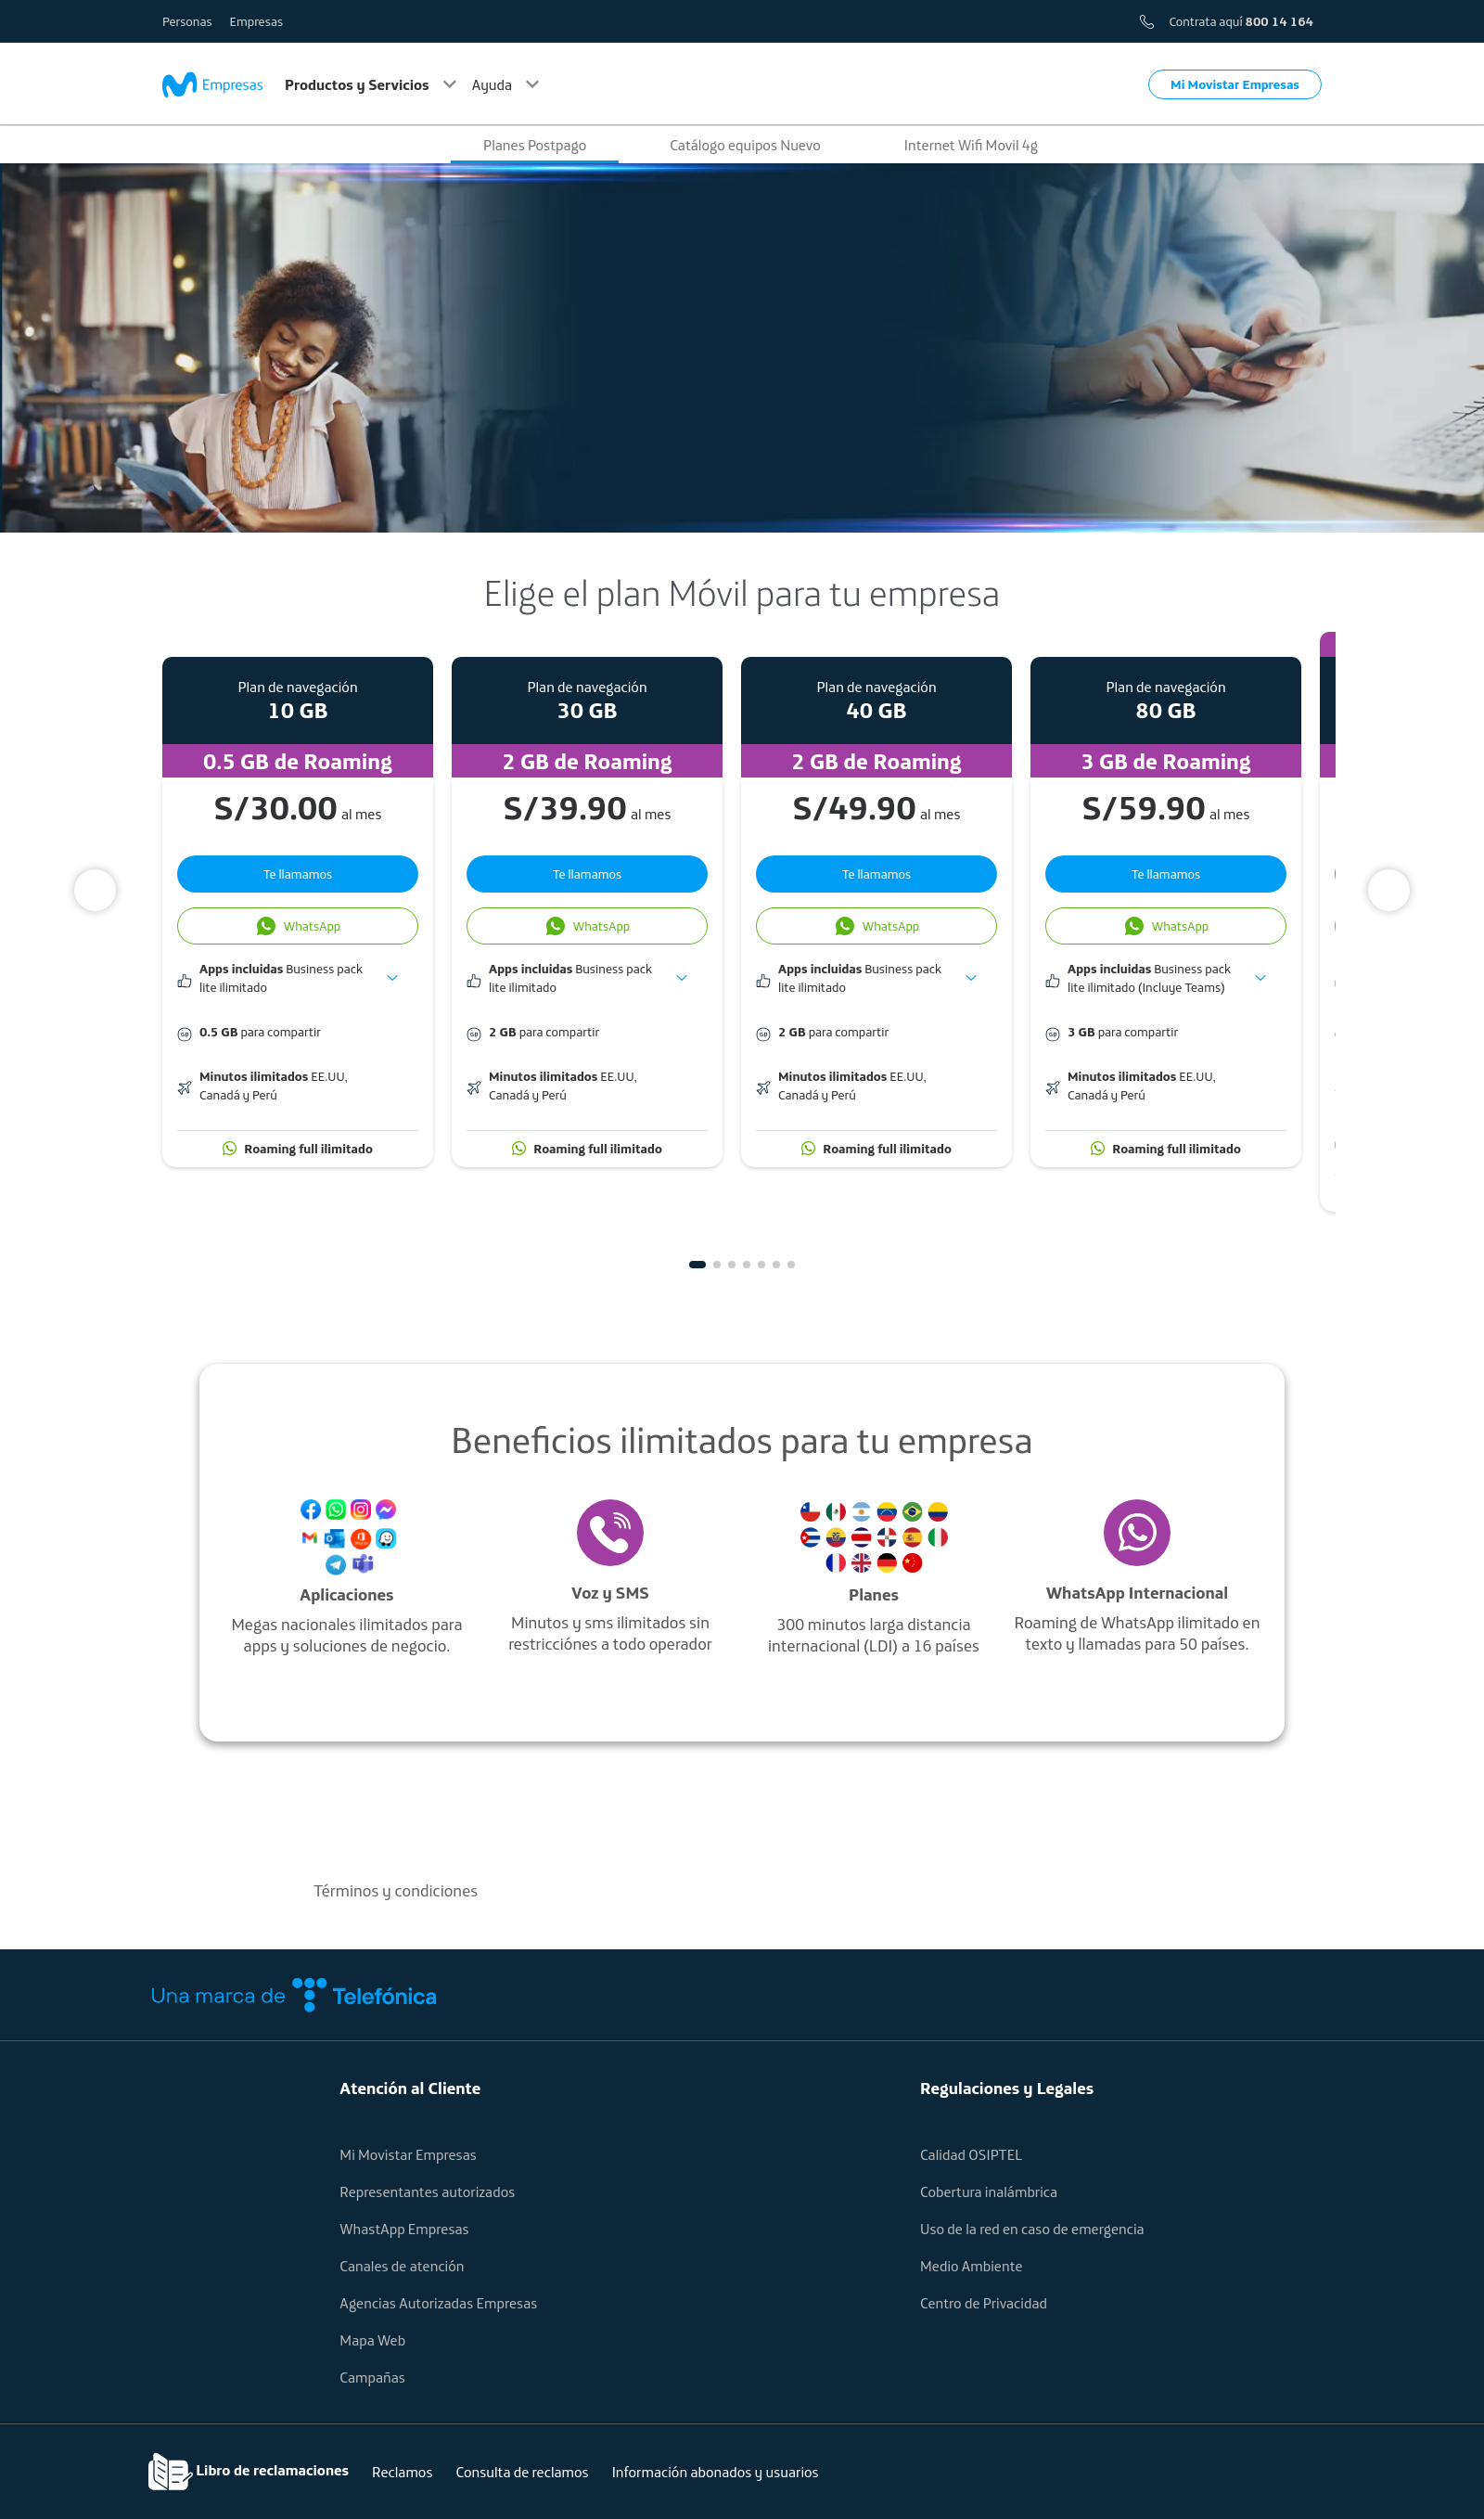 Personas Empresas
Contrata aquí 800 14 164
Empresas
Productos y Servicios
Ayuda
Mi Movistar Empresas
Planes Postpago
Catálogo equipos Nuevo
Internet Wifi Movil 4g
Elige el plan Móvil para tu empresa
Plan de navegación
10 GB
0.5 GB de Roaming
S/30.00 al mes
Te llamamos
WhatsApp
Apps incluidas Business pack
lite ilimitado
0.5 GB para compartir
Minutos ilimitados EE.UU,
Canadá y Perú
Roaming full ilimitado
Plan de navegación
30 GB
2 GB de Roaming
S/39.90 al mes
Te llamamos
WhatsApp
Apps incluidas Business pack
lite ilimitado
2 GB para compartir
Minutos ilimitados EE.UU,
Canadá y Perú
Roaming full ilimitado
Plan de navegación
40 GB
2 GB de Roaming
S/49.90 al mes
Te llamamos
WhatsApp
Apps incluidas Business pack
lite ilimitado
2 GB para compartir
Minutos ilimitados EE.UU,
Canadá y Perú
Roaming full ilimitado
Plan de navegación
80 GB
3 GB de Roaming
S/59.90 al mes
Te llamamos
WhatsApp
Apps incluidas Business pack
lite ilimitado (Incluye Teams)
3 GB para compartir
Minutos ilimitados EE.UU,
Canadá y Perú
Roaming full ilimitado
Beneficios ilimitados para tu empresa
Aplicaciones
Megas nacionales ilimitados para
apps y soluciones de negocio.
Voz y SMS
Minutos y sms ilimitados sin
restricciónes a todo operador
Planes
300 minutos larga distancia
internacional (LDI) a 16 países
WhatsApp Internacional
Roaming de WhatsApp ilimitado en
texto y llamadas para 50 países.
Términos y condiciones
Una marca de Telefónica
Atención al Cliente
Mi Movistar Empresas
Representantes autorizados
WhastApp Empresas
Canales de atención
Agencias Autorizadas Empresas
Mapa Web
Campañas
Regulaciones y Legales
Calidad OSIPTEL
Cobertura inalámbrica
Uso de la red en caso de emergencia
Medio Ambiente
Centro de Privacidad
Libro de reclamaciones
Reclamos
Consulta de reclamos
Información abonados y usuarios